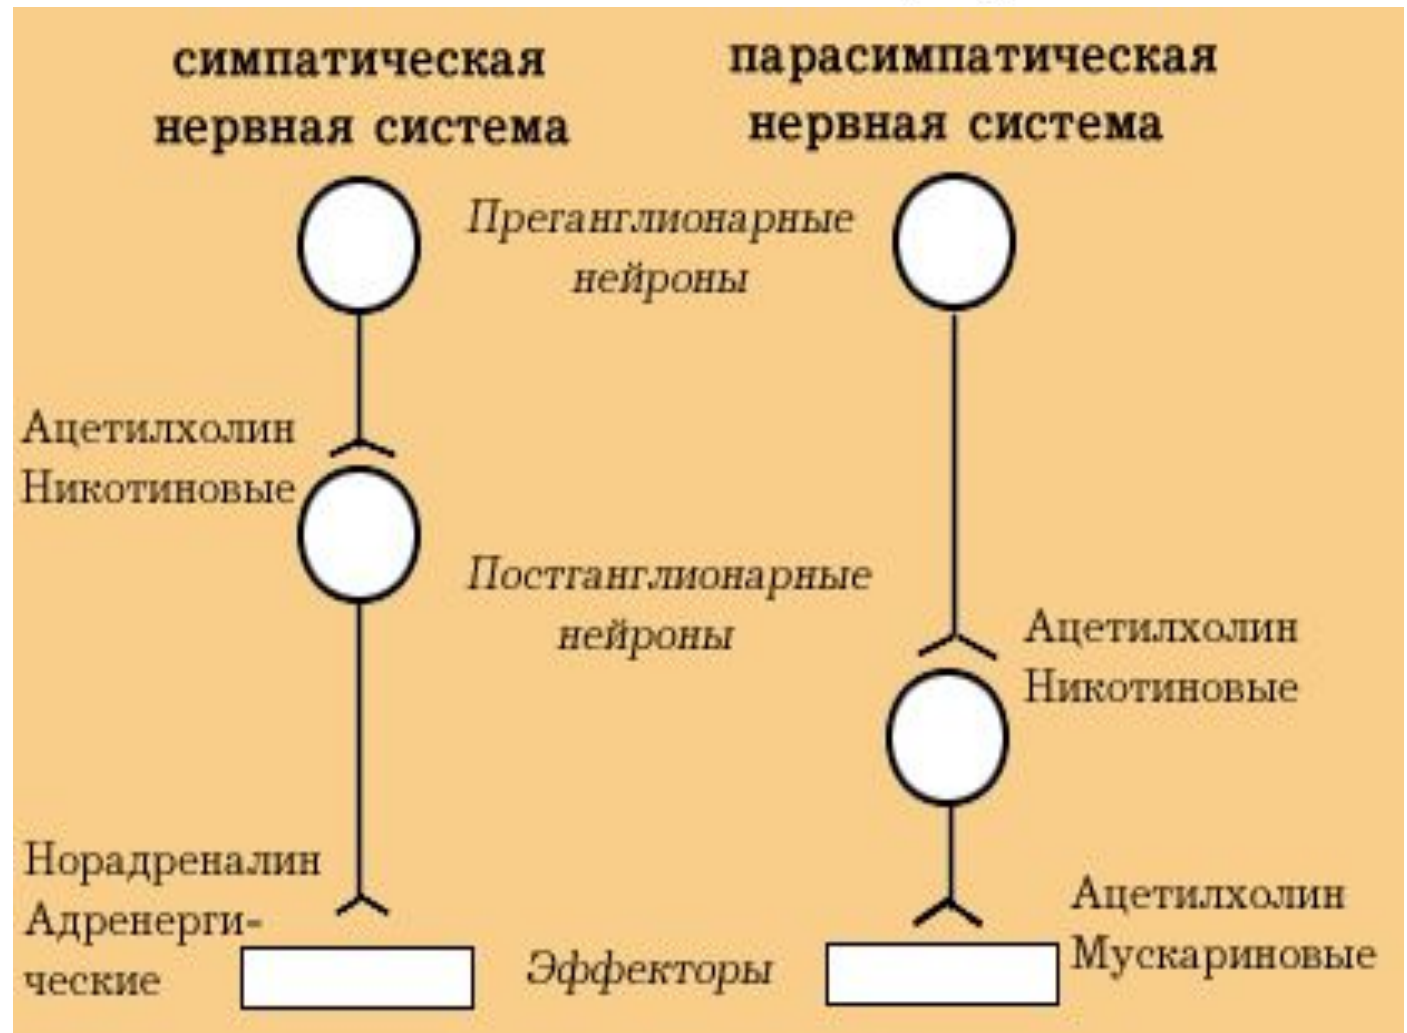 симпатическая
нервная система
парасимпатическая
нервная система
Преганглионарные
нейроны
Ацетилхолин
Никотиновые
Постганглионарные
нейроны
Ацетилхолин
Никотиновые
Норадреналин
Адренерги-
ческие
Эффекторы
Ацетилхолин
Мускариновые